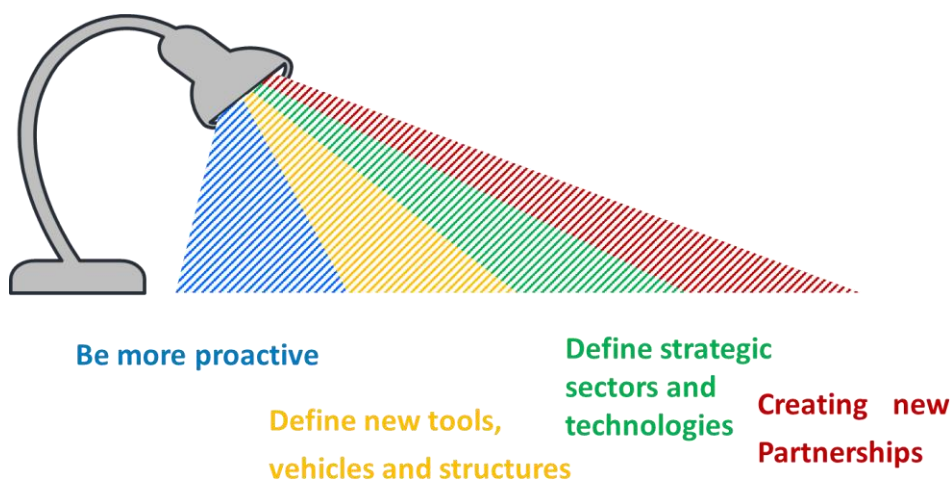 Be more proactive
Define new tools,
vehicles and structures
Define strategic
sectors and
technologies
Creating new
Partnerships